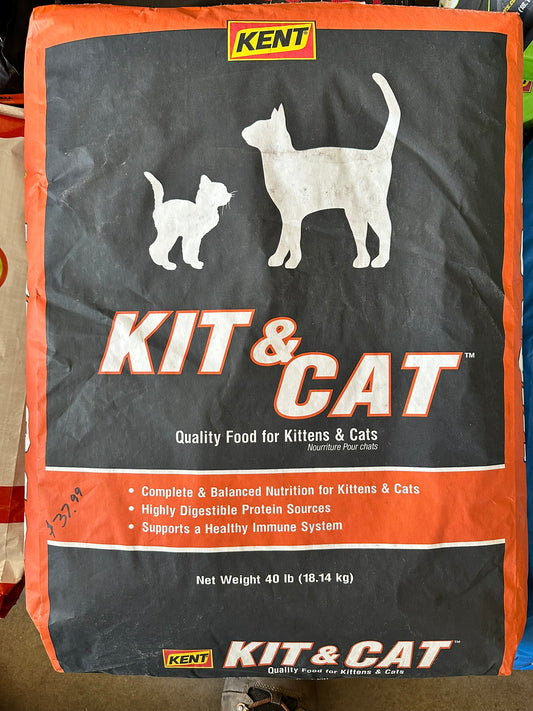 KENT
KIT & CAT™
Quality Food for Kittens & Cats
Nourriture Pour chats
• Complete & Balanced Nutrition for Kittens & Cats
• Highly Digestible Protein Sources
• Supports a Healthy Immune System
$37.99
Net Weight 40 lb (18.14 kg)
KENT KIT & CAT™
Quality Food for Kittens & Cats